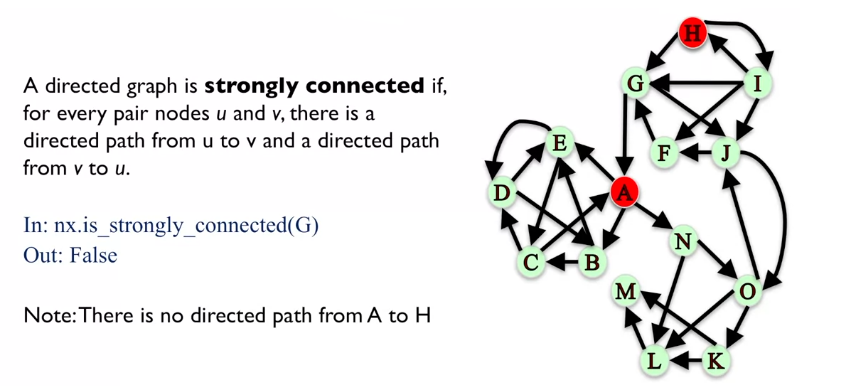 A directed graph is strongly connected if,
for every pair nodes u and v, there is a
directed path from u to v and a directed path
from v to u.
In: nx.is_strongly_connected(G)
Out: False
Note: There is no directed path from A to H
H
G
I
E
F
J
D
A
N
C
B
M
O
L
K